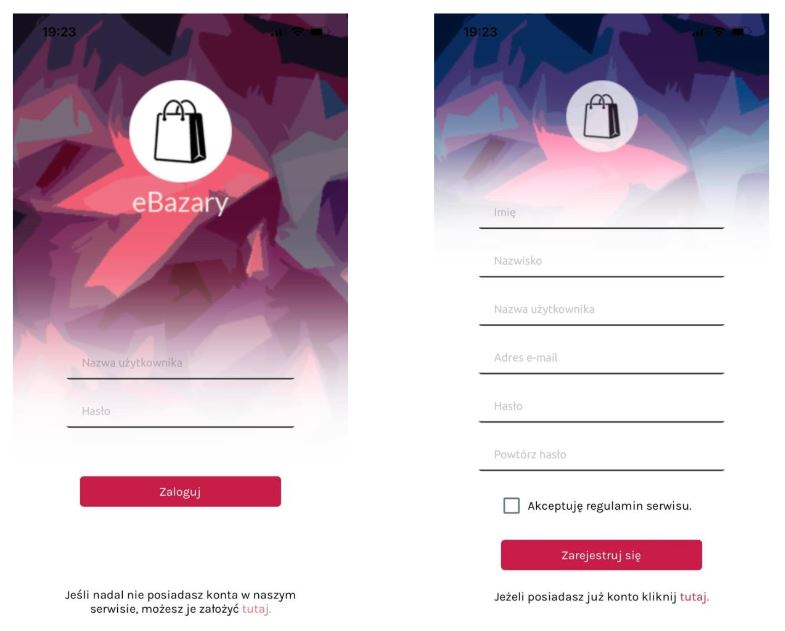 19:23
eBazary
Nazwa użytkownika
Hasło
Zaloguj
Jeśli nadal nie posiadasz konta w naszym
serwisie, możesz je założyć tutaj.
19:23
Imię
Nazwisko
Nazwa użytkownika
Adres e-mail
Hasło
Powtórz hasło
Akceptuję regulamin serwisu.
Zarejestruj się
Jeżeli posiadasz już konto kliknij tutaj.